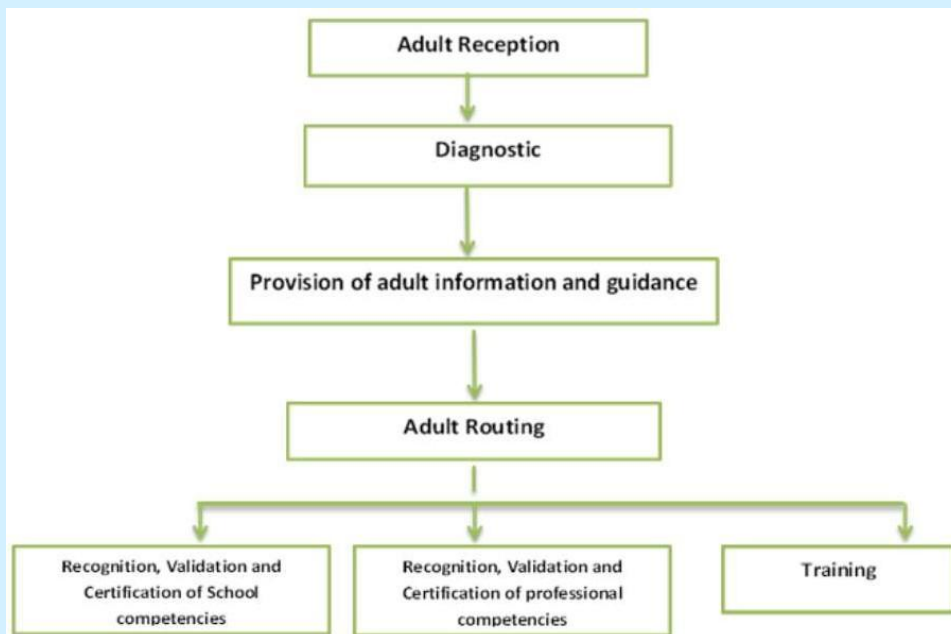 Adult Reception
Diagnostic
Provision of adult information and guidance
Adult Routing
Recognition, Validation and
Certification of School
competencies
Recognition, Validation and
Certification of professional
competencies
Training